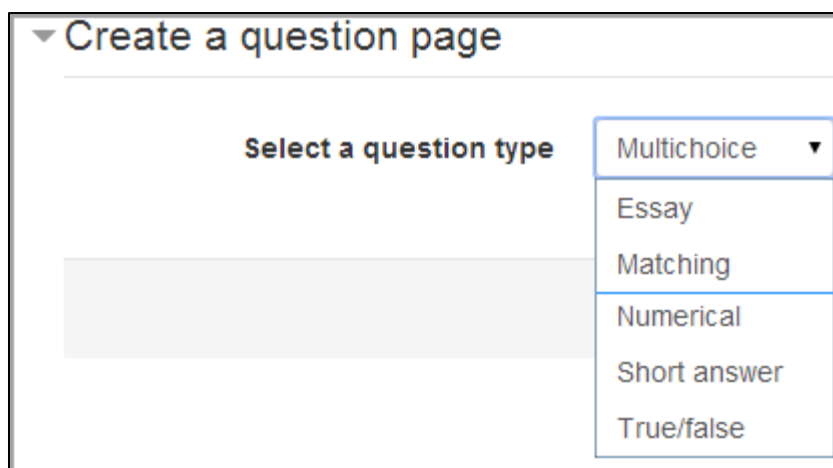 Create a question page
Select a question type Multichoice
Essay
Matching
Numerical
Short answer
True/false